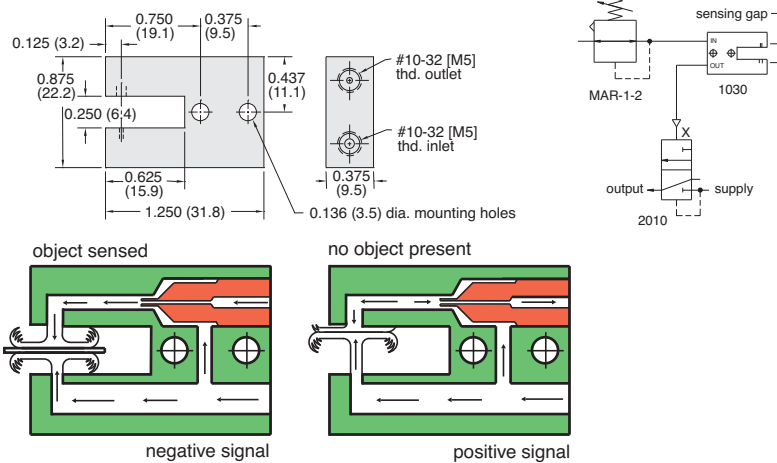 0.750
(19.1)
0.375
(9.5)
0.125 (3.2)
0.875
(22.2)
0.250 (6.4)
0.437
(11.1)
0.625
(15.9)
1.250 (31.8)
0.136 (3.5) dia. mounting holes
#10-32 [M5]
thd. outlet
#10-32 [M5]
thd. inlet
0.375
(9.5)
sensing gap
IN
OUT
MAR-1-2
1030
X
output
supply
2010
object sensed
no object present
negative signal
positive signal